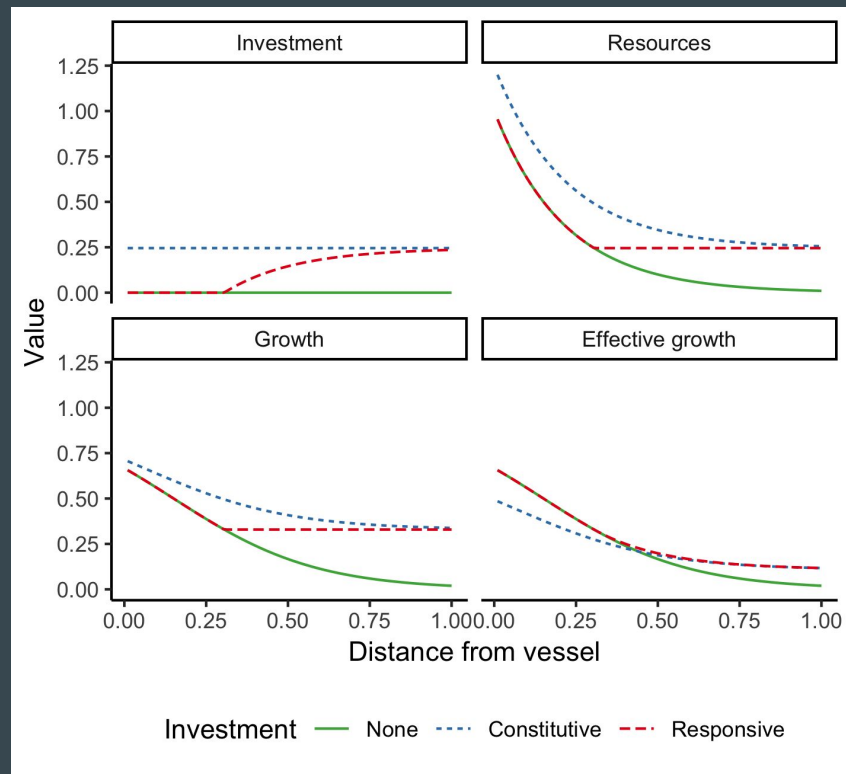 Investment
Resources
1.25
1.00
0.75
0.50
0.25
0.00
Growth
Effective growth
1.25
1.00
0.75
0.50
0.25
0.00
Value
0.00 0.25 0.50 0.75 1.00 0.00 0.25 0.50 0.75 1.00
Distance from vessel
Investment None Constitutive Responsive